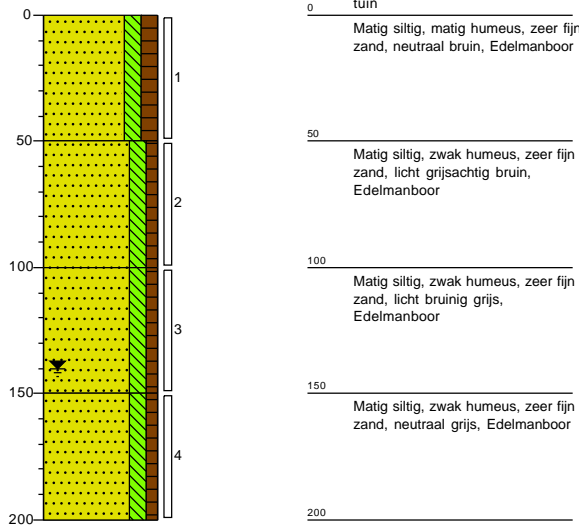 0
50
100
150
200
1
2
3
4
0
tuin
Matig siltig, matig humeus, zeer fijn
zand, neutraal bruin, Edelmanboor
50
Matig siltig, zwak humeus, zeer fijn
zand, licht grijsachtig bruin,
Edelmanboor
100
Matig siltig, zwak humeus, zeer fijn
zand, licht bruinig grijs,
Edelmanboor
150
Matig siltig, zwak humeus, zeer fijn
zand, neutraal grijs, Edelmanboor
200